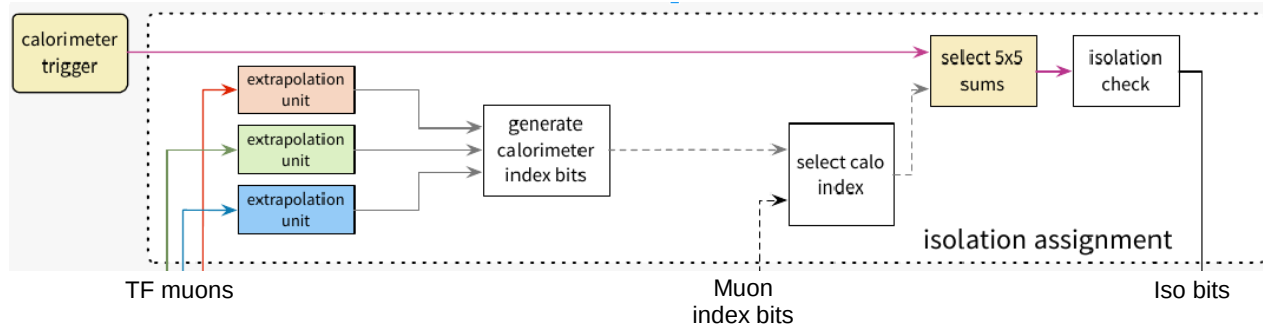 calorimeter
trigger
extrapolation
unit
extrapolation
unit
extrapolation
unit
generate
calorimeter
index bits
select calo
index
select 5x5
sums
isolation
check
isolation assignment
TF muons
Muon
index bits
Iso bits